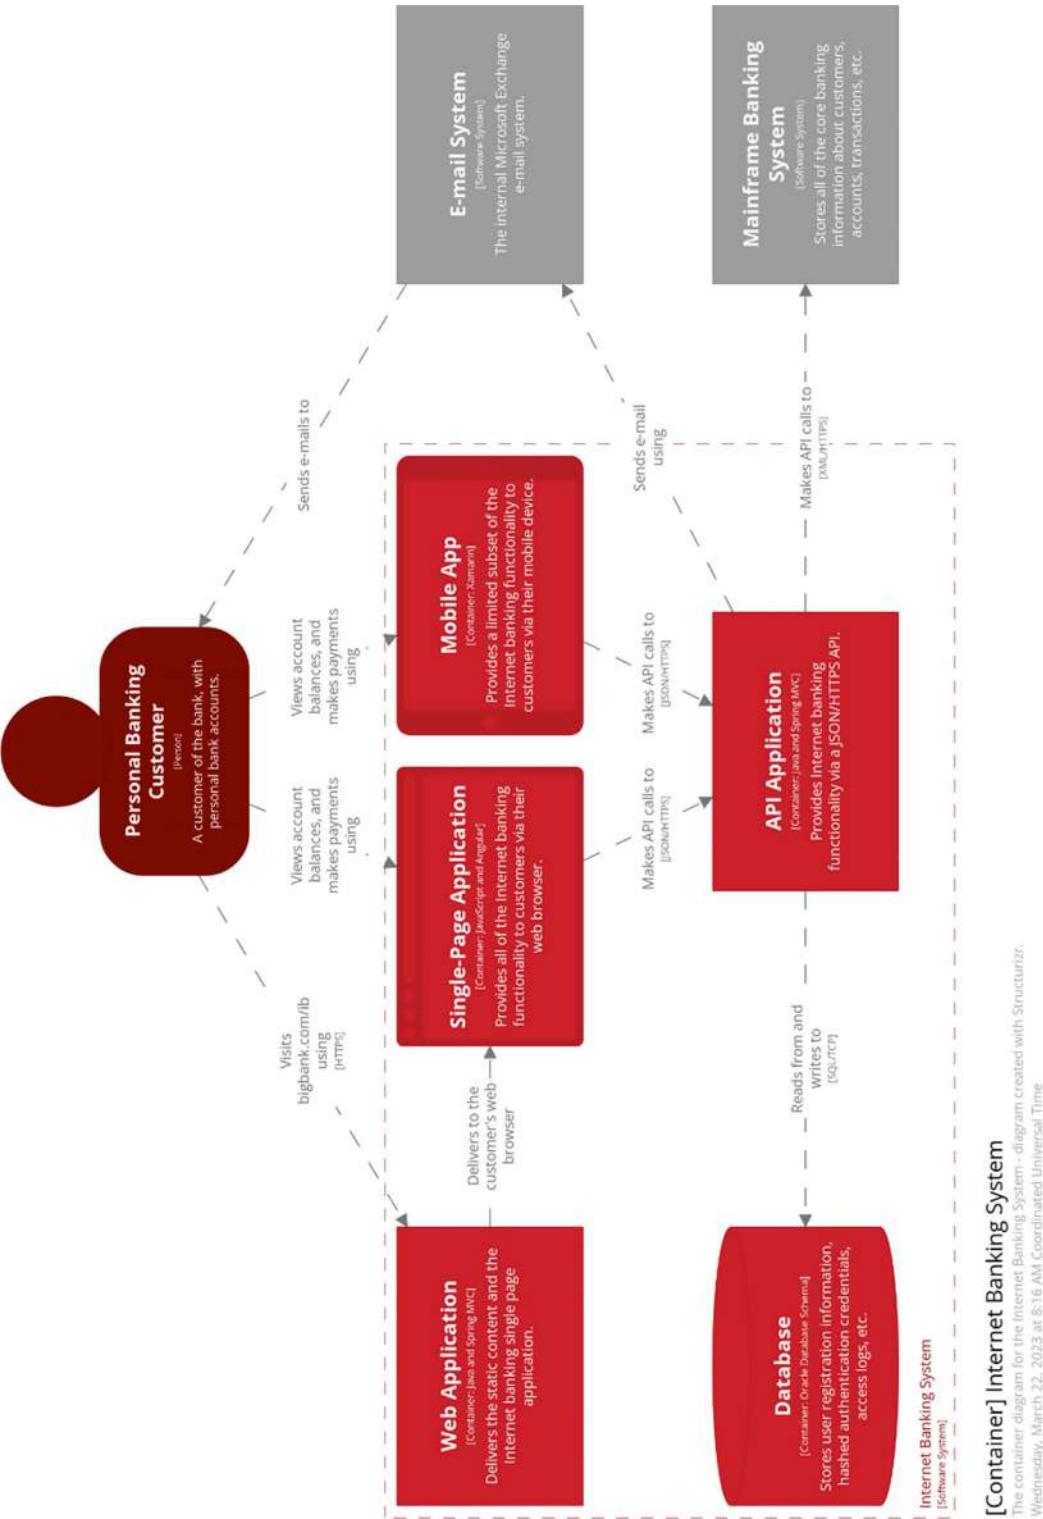 Personal Banking
Customer
[Person]
A customer of the bank, with
personal bank accounts.
Visits
bigbank.com/ib
using
[HTTPS]
Views account
balances, and
makes payments
using
Views account
balances, and
makes payments
using
Sends e-mails to
Web Application
[Container: Java and Spring MVC]
Delivers the static content and the
Internet banking single page
application.
Delivers to the
customer's web
browser
Single-Page Application
[Container: JavaScript and Angular]
Provides all of the Internet banking
functionality to customers via their
web browser.
Mobile App
[Container: Xamarin]
Provides a limited subset of the
Internet banking functionality to
customers via their mobile device.
E-mail System
[Software System]
The internal Microsoft Exchange
e-mail system.
Makes API calls to
[JSON/HTTPS]
Makes API calls to
[JSON/HTTPS]
Sends e-mail
using
Database
[Container: Oracle Database Schema]
Stores user registration information,
hashed authentication credentials,
access logs, etc.
Reads from and
writes to
[SQL/TCP]
API Application
[Container: Java and Spring MVC]
Provides Internet banking
functionality via a JSON/HTTPS API.
Makes API calls to
[XML/HTTPS]
Mainframe Banking
System
[Software System]
Stores all of the core banking
information about customers,
accounts, transactions, etc.
Internet Banking System
[Software System]
[Container] Internet Banking System
The container diagram for the Internet Banking System - diagram created with Structurizr.
Wednesday, March 22, 2023 at 8:16 AM Coordinated Universal Time